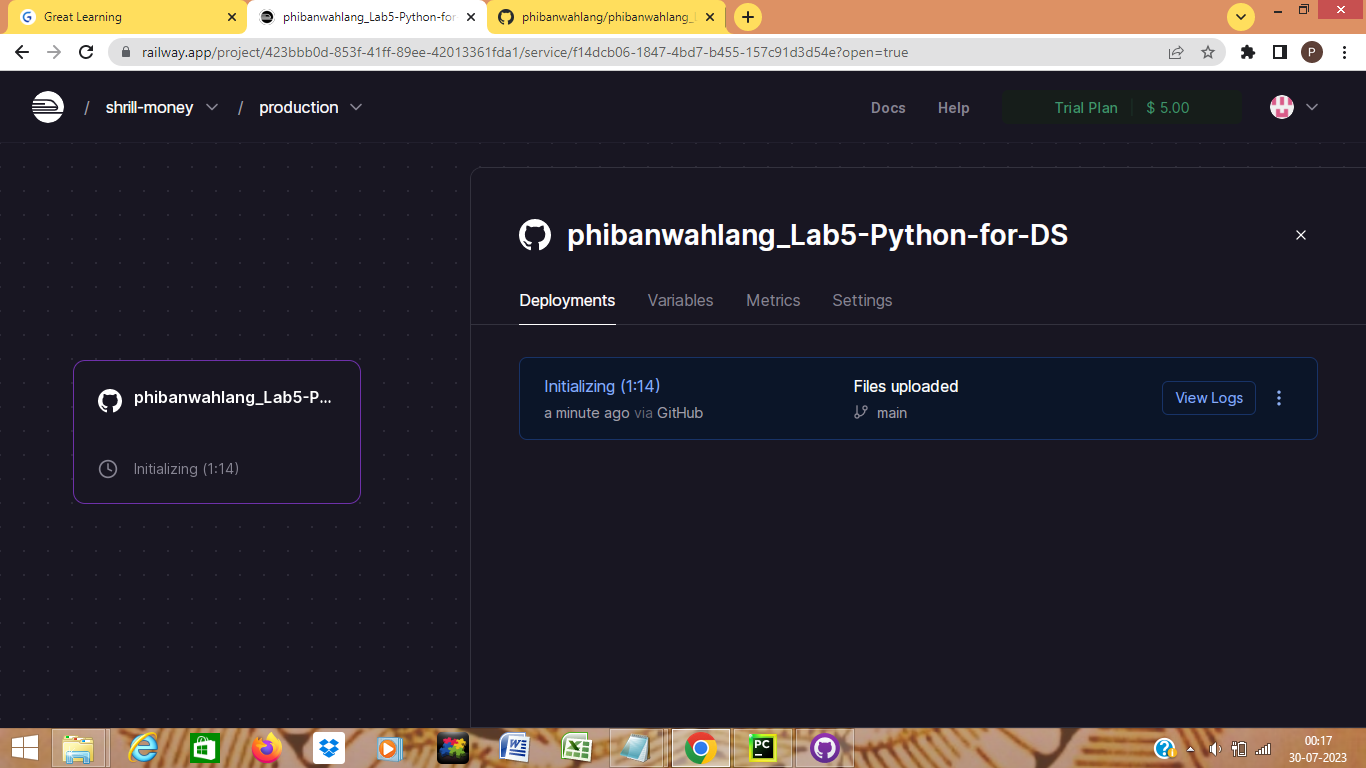 Great Learning
phibanwahlang_Lab5-Python-for
phibanwahlang/phibanwahlang_
railway.app/project/423bbb0d-853f-41ff-89ee-42013361fda1/service/f14dcb06-1847-4bd7-b455-157c91d3d54e?open=true
P
/ shrill-money / production
Docs Help Trial Plan $ 5.00
phibanwahlang_Lab5-Python-for-DS
Deployments Variables Metrics Settings
phibanwahlang_Lab5-P...
Initializing (1:14)
Initializing (1:14) Files uploaded View Logs
a minute ago via GitHub main
PC
00:17
30-07-2023